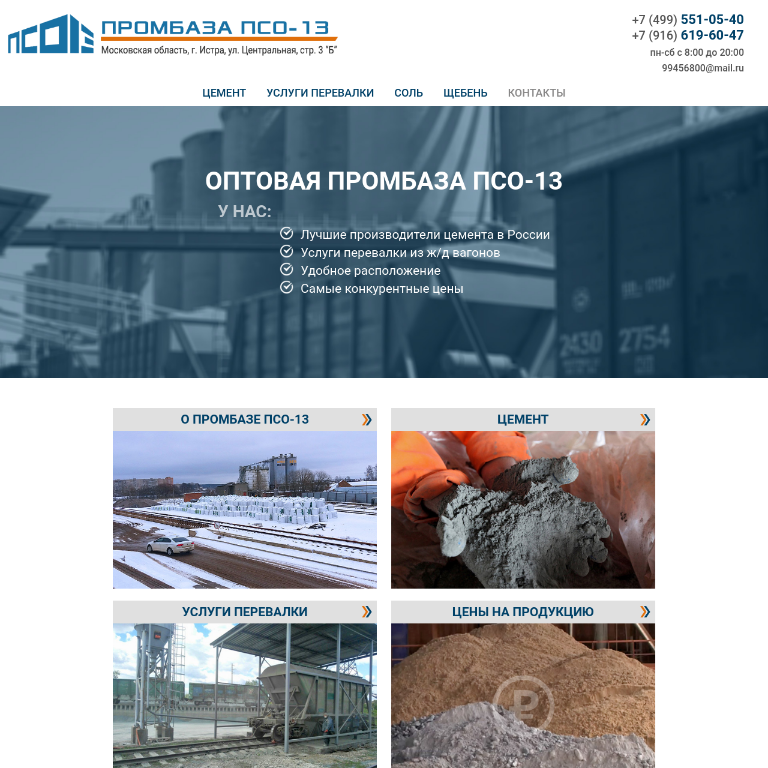 ПСО13
ПРОМБАЗА ПСО-13
Московская область, г. Истра, ул. Центральная, стр. 3 "Б"
+7 (499) 551-05-40
+7 (916) 619-60-47
пн-сб с 8:00 до 20:00
99456800@mail.ru
ЦЕМЕНТ УСЛУГИ ПЕРЕВАЛКИ СОЛЬ ЩЕБЕНЬ КОНТАКТЫ
ОПТОВАЯ ПРОМБАЗА ПСО-13
У НАС:
Лучшие производители цемента в России
Услуги перевалки из ж/д вагонов
Удобное расположение
Самые конкурентные цены
2430 2754
О ПРОМБАЗЕ ПСО-13
ЦЕМЕНТ
УСЛУГИ ПЕРЕВАЛКИ
ЦЕНЫ НА ПРОДУКЦИЮ
₽